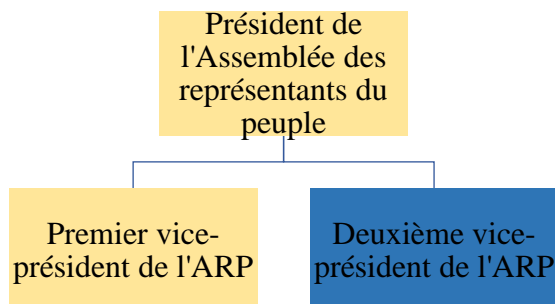 Président de
l'Assemblée des
représentants du
peuple
Premier vice-
président de l'ARP
Deuxième vice-
président de l'ARP